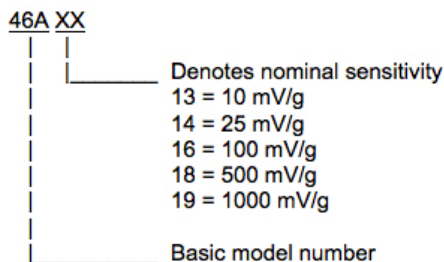 46A XX
Denotes nominal sensitivity
13 = 10 mV/g
14 = 25 mV/g
16 = 100 mV/g
18 = 500 mV/g
19 = 1000 mV/g
Basic model number